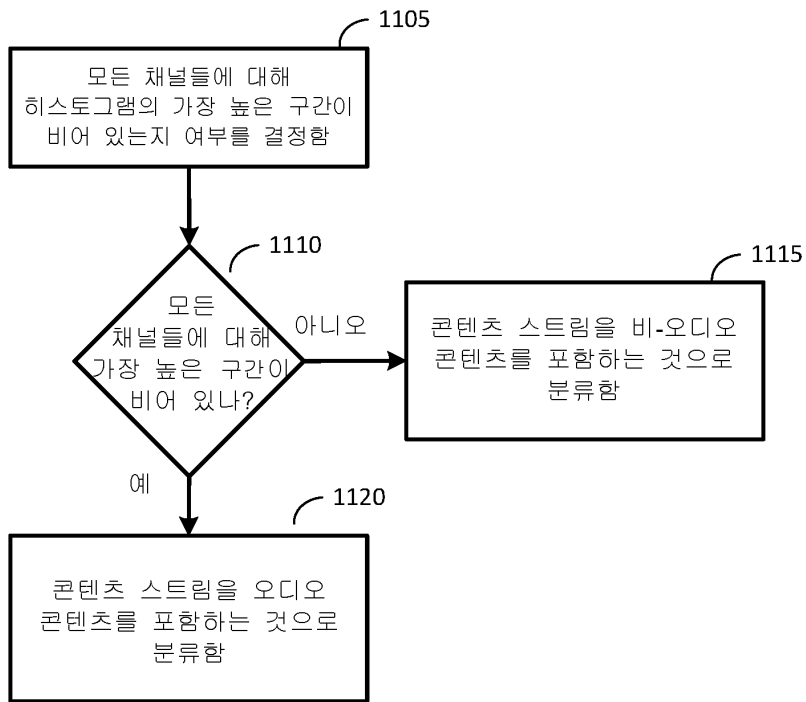 1105
모든 채널들에 대해
히스토그램의 가장 높은 구간이
비어 있는지 여부를 결정함
1110
모든
채널들에 대해
가장 높은 구간이
비어 있나?
아니오
1115
콘텐츠 스트림을 비-오디오
콘텐츠를 포함하는 것으로
분류함
예
1120
콘텐츠 스트림을 오디오
콘텐츠를 포함하는 것으로
분류함